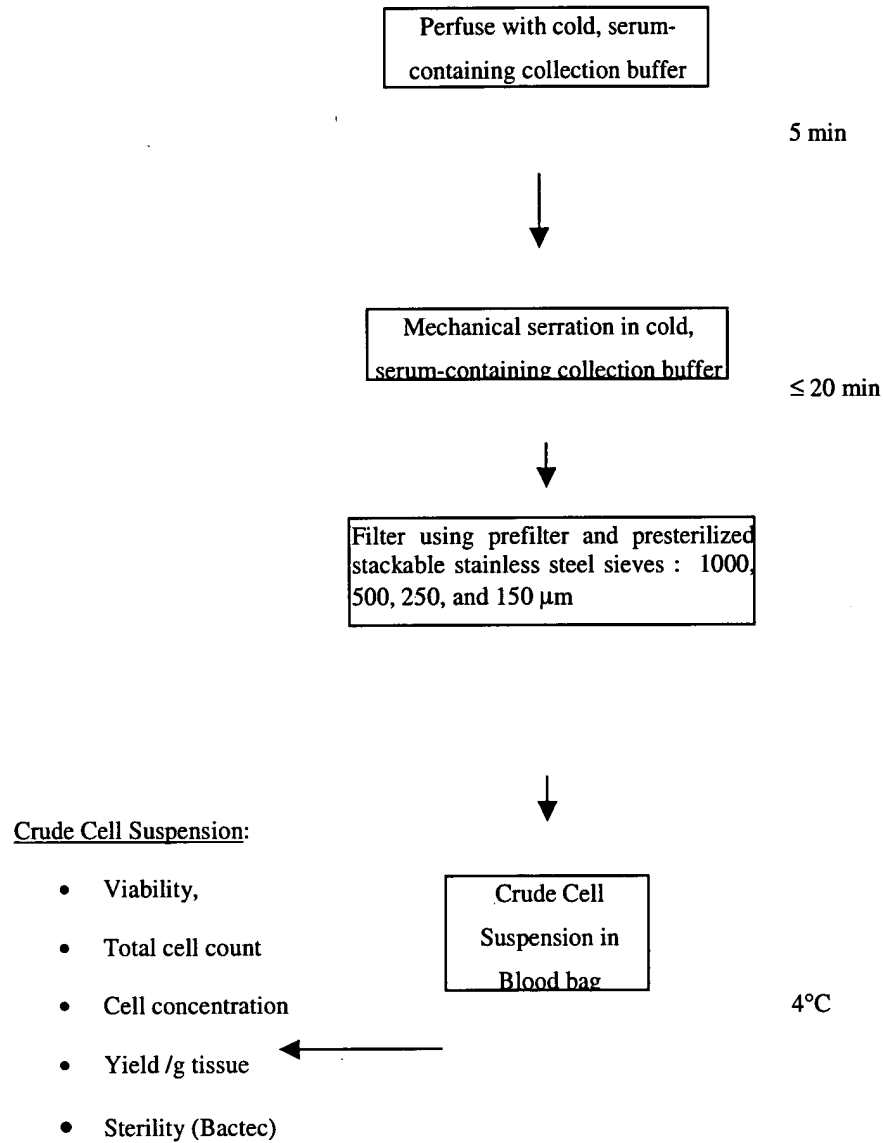 Perfuse with cold, serum-
containing collection buffer
5 min
Mechanical serration in cold,
serum-containing collection buffer
≤ 20 min
Filter using prefilter and presterilized
stackable stainless steel sieves : 1000,
500, 250, and 150 μm
Crude Cell Suspension:
• Viability,
• Total cell count
• Cell concentration
• Yield /g tissue
• Sterility (Bactec)
Crude Cell
Suspension in
Blood bag
4°C